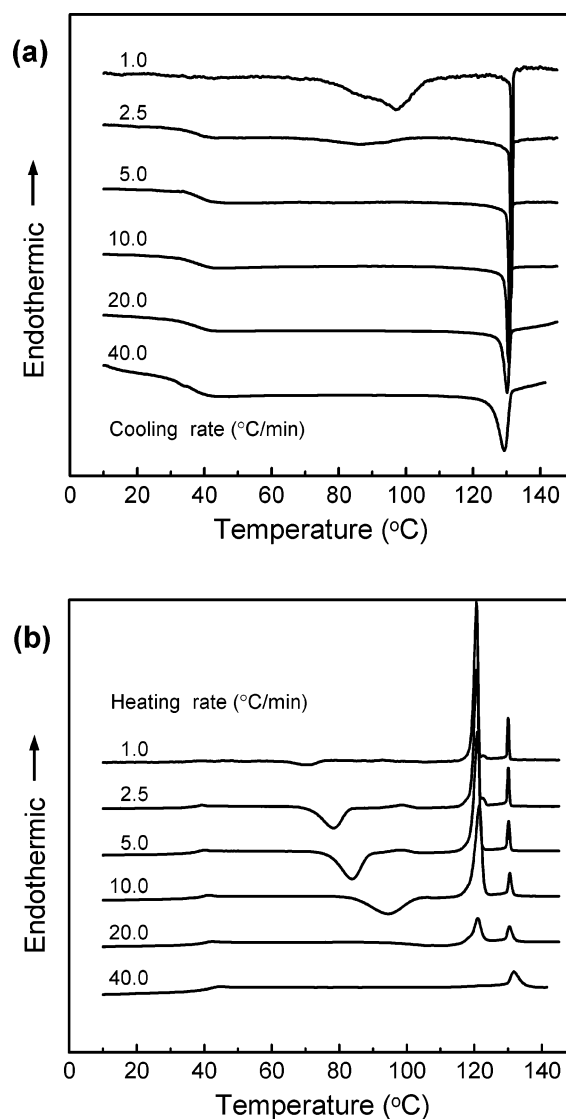 (a)
1.0
2.5
5.0
10.0
20.0
40.0
Cooling rate (°C/min)
Endothermic →
0 20 40 60 80 100 120 140
Temperature (°C)
(b)
Heating rate (°C/min)
1.0
2.5
5.0
10.0
20.0
40.0
Endothermic →
0 20 40 60 80 100 120 140
Temperature (°C)